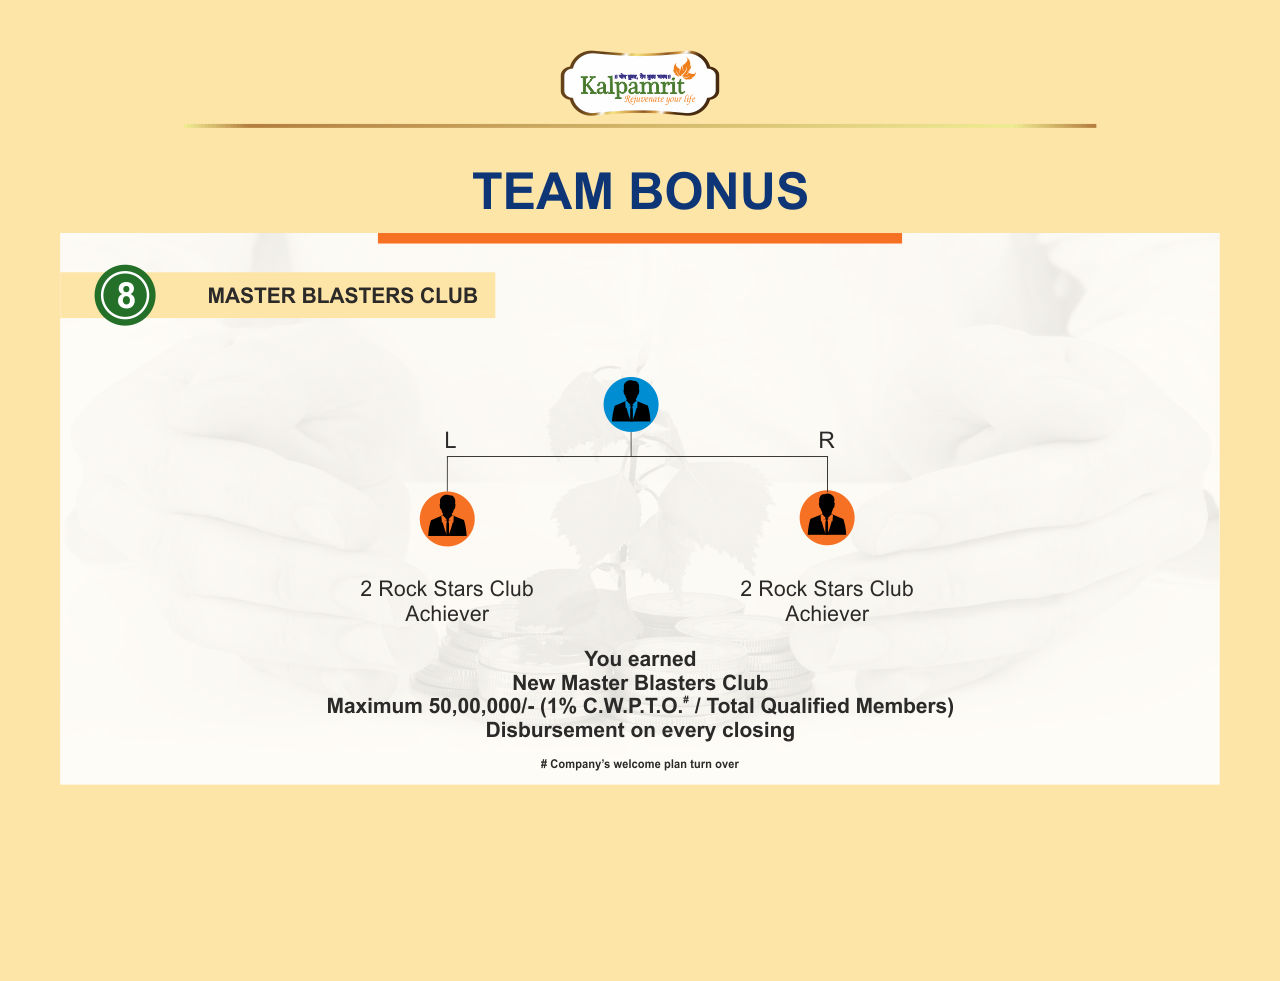 Kalpamrit
Rejuvenate your life
TEAM BONUS
8
MASTER BLASTERS CLUB
L
R
2 Rock Stars Club
Achiever
2 Rock Stars Club
Achiever
You earned
New Master Blasters Club
Maximum 50,00,000/- (1% C.W.P.T.O.# / Total Qualified Members)
Disbursement on every closing
# Company’s welcome plan turn over